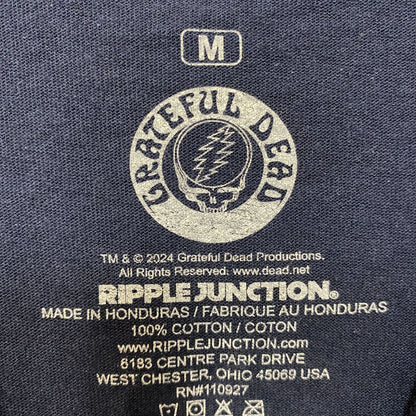 M
GRATEFUL DEAD
TM & © 2024 Grateful Dead Productions.
All Rights Reserved. www.dead.net
RIPPLE JUNCTION®
MADE IN HONDURAS / FABRIQUE AU HONDURAS
100% COTTON / COTON
www.RIPPLEJUNCTION.com
6183 CENTRE PARK DRIVE
WEST CHESTER, OHIO 45069 USA
RN#110927